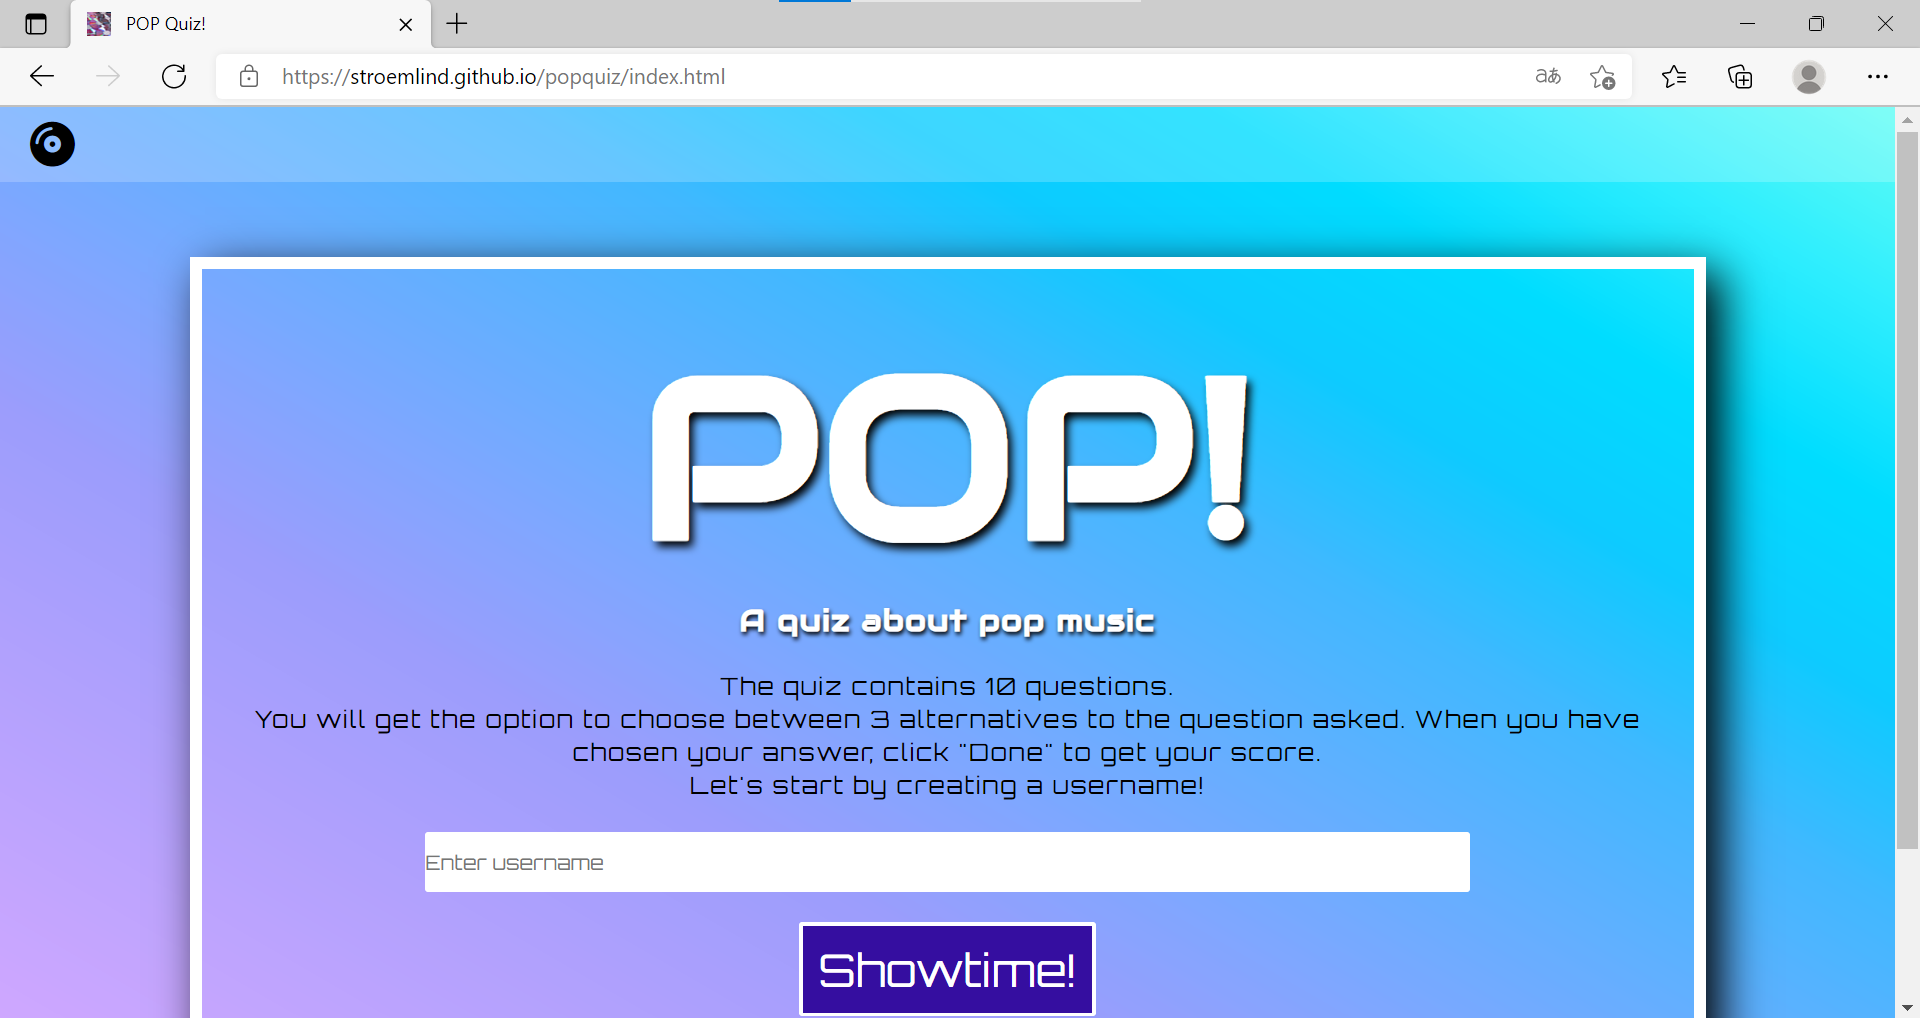 POP Quiz!
https://stroemlind.github.io/popquiz/index.html
aあ
POP!
A quiz about pop music
The quiz contains 10 questions.
You will get the option to choose between 3 alternatives to the question asked. When you have
chosen your answer, click "Done" to get your score.
Let's start by creating a username!
Enter username
Showtime!